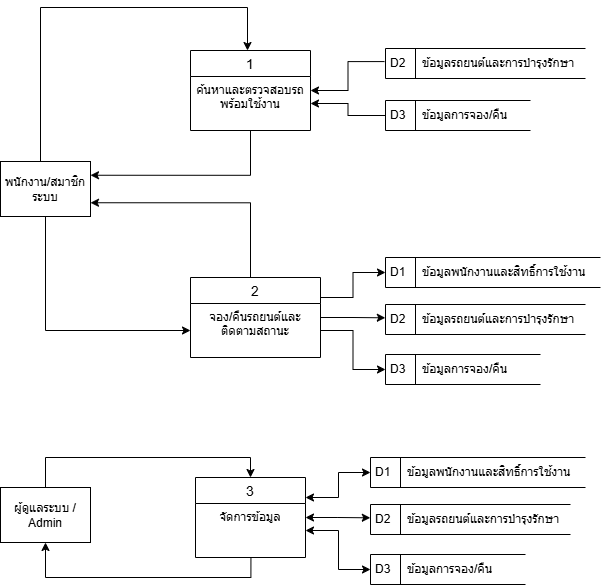 1
ค้นหาและตรวจสอบรถ
พร้อมใช้งาน
D2 ข้อมูลรถยนต์และการบำรุงรักษา
D3 ข้อมูลการจอง/คืน
พนักงาน/สมาชิก
ระบบ
2
จอง/คืนรถยนต์และ
ติดตามสถานะ
D1 ข้อมูลพนักงานและสิทธิ์การใช้งาน
D2 ข้อมูลรถยนต์และการบำรุงรักษา
D3 ข้อมูลการจอง/คืน
ผู้ดูแลระบบ /
Admin
3
จัดการข้อมูล
D1 ข้อมูลพนักงานและสิทธิ์การใช้งาน
D2 ข้อมูลรถยนต์และการบำรุงรักษา
D3 ข้อมูลการจอง/คืน